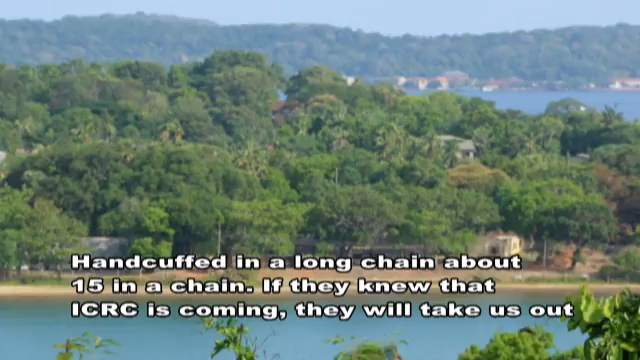 Handcuffed in a long chain about
15 in a chain. If they knew that
ICRC is coming, they will take us out